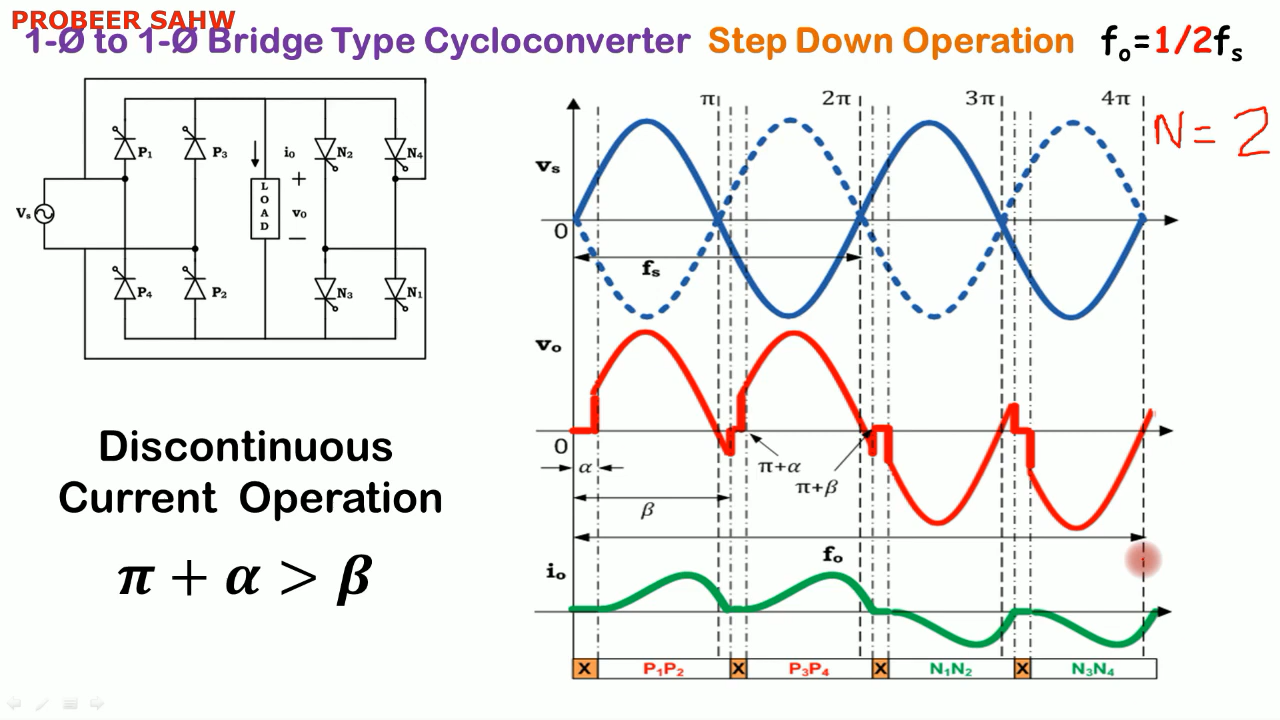 PROBEER SAHW
1-Ø to 1-Ø Bridge Type Cycloconverter Step Down Operation fₒ=1/2fₛ
N=2
π 2π 3π 4π
P₁ P₃ i₀ N₂ N₄
+
Vₛ
LOAD
v₀
−
P₄ P₂ N₃ N₁
vₛ
0
fₛ
vₒ
0
α
π+α
π+β
β
fₒ
iₒ
X P₁P₂ X P₃P₄ X N₁N₂ X N₃N₄
Discontinuous
Current Operation
π + α > β